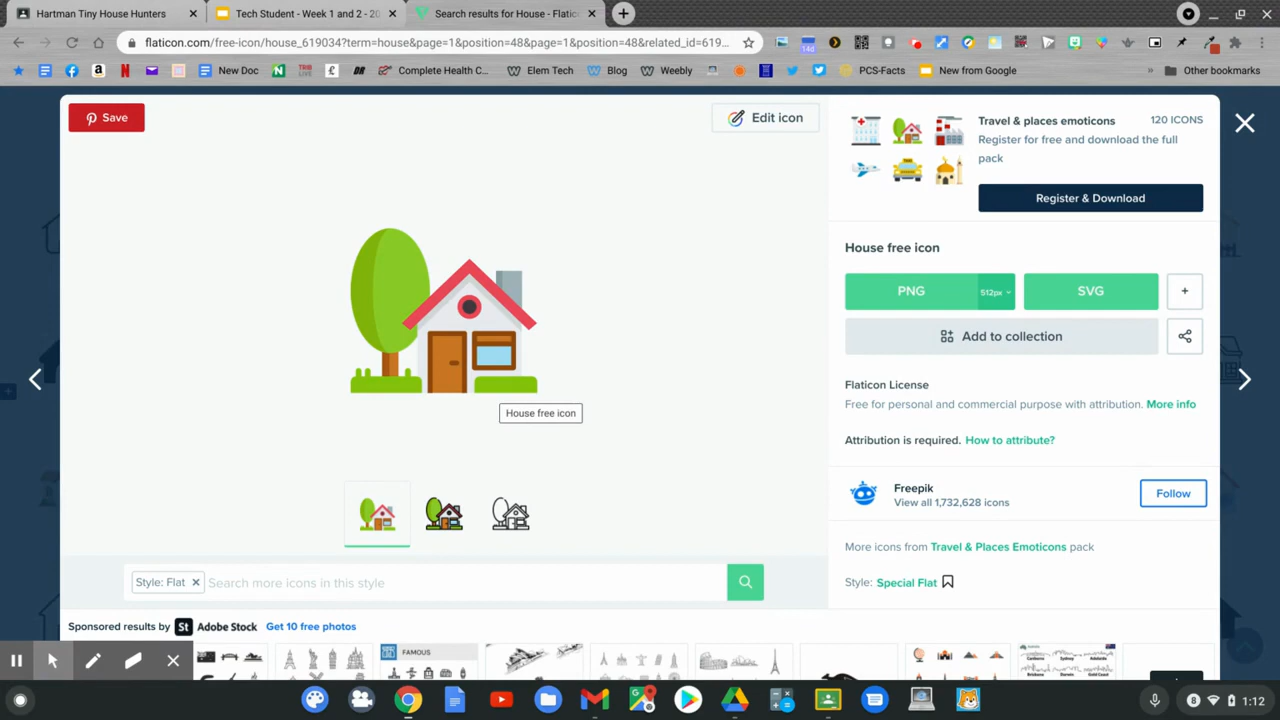 Hartman Tiny House Hunters
Tech Student - Week 1 and 2 - 20
Search results for House - Flatic
flaticon.com/free-icon/house_619034?term=house&page=1&position=48&page=1&position=48&related_id=619...
14d
New Doc
Complete Health C...
Elem Tech
Blog
Weebly
PCS-Facts
New from Google
Other bookmarks
Save
Edit icon
Travel & places emoticons
120 ICONS
Register for free and download the full
pack
Register & Download
House free icon
PNG
512px
SVG
+
Add to collection
Flaticon License
Free for personal and commercial purpose with attribution. More info
Attribution is required. How to attribute?
House free icon
Freepik
View all 1,732,628 icons
Follow
More icons from Travel & Places Emoticons pack
Style: Special Flat
Style: Flat
Search more icons in this style
Sponsored results by St Adobe Stock Get 10 free photos
FAMOUS
8
1:12